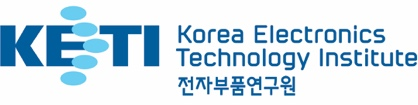 KETI
Korea Electronics
Technology Institute
전자부품연구원